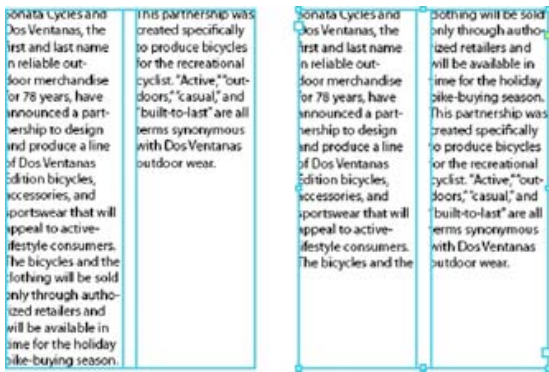 Sonata Cycles and
Dos Ventanas, the
first and last name
in reliable out-
door merchandise
for 78 years, have
announced a part-
nership to design
and produce a line
of Dos Ventanas
Edition bicycles,
accessories, and
sportswear that will
appeal to active-
lifestyle consumers.
The bicycles and the
clothing will be sold
only through autho-
rized retailers and
will be available in
time for the holiday
bike-buying season.
This partnership was
created specifically
to produce bicycles
for the recreational
cyclist. “Active,” “out-
doors,” “casual,” and
“built-to-last” are all
terms synonymous
with Dos Ventanas
outdoor wear.
Sonata Cycles and
Dos Ventanas, the
first and last name
in reliable out-
door merchandise
for 78 years, have
announced a part-
nership to design
and produce a line
of Dos Ventanas
Edition bicycles,
accessories, and
sportswear that will
appeal to active-
lifestyle consumers.
The bicycles and the
clothing will be sold
only through autho-
rized retailers and
will be available in
time for the holiday
bike-buying season.
This partnership was
created specifically
to produce bicycles
for the recreational
cyclist. “Active,” “out-
doors,” “casual,” and
“built-to-last” are all
terms synonymous
with Dos Ventanas
outdoor wear.